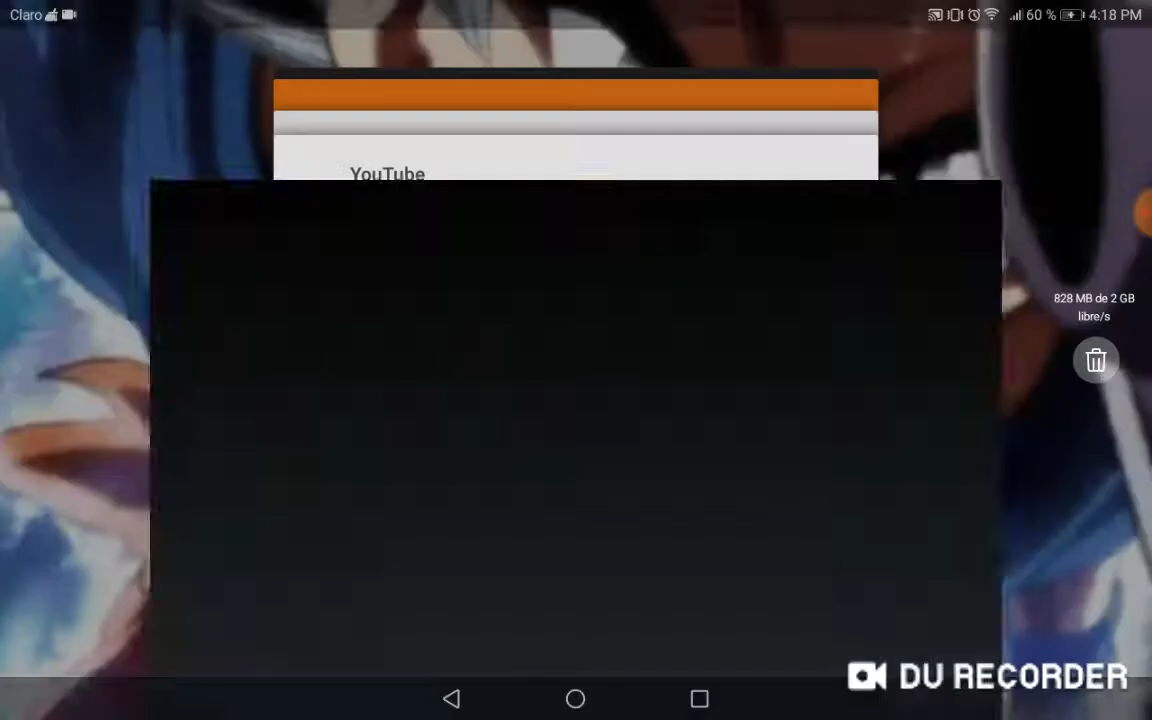 Claro
60 %
4:18 PM
YouTube
828 MB de 2 GB
libre/s
DU RECORDER